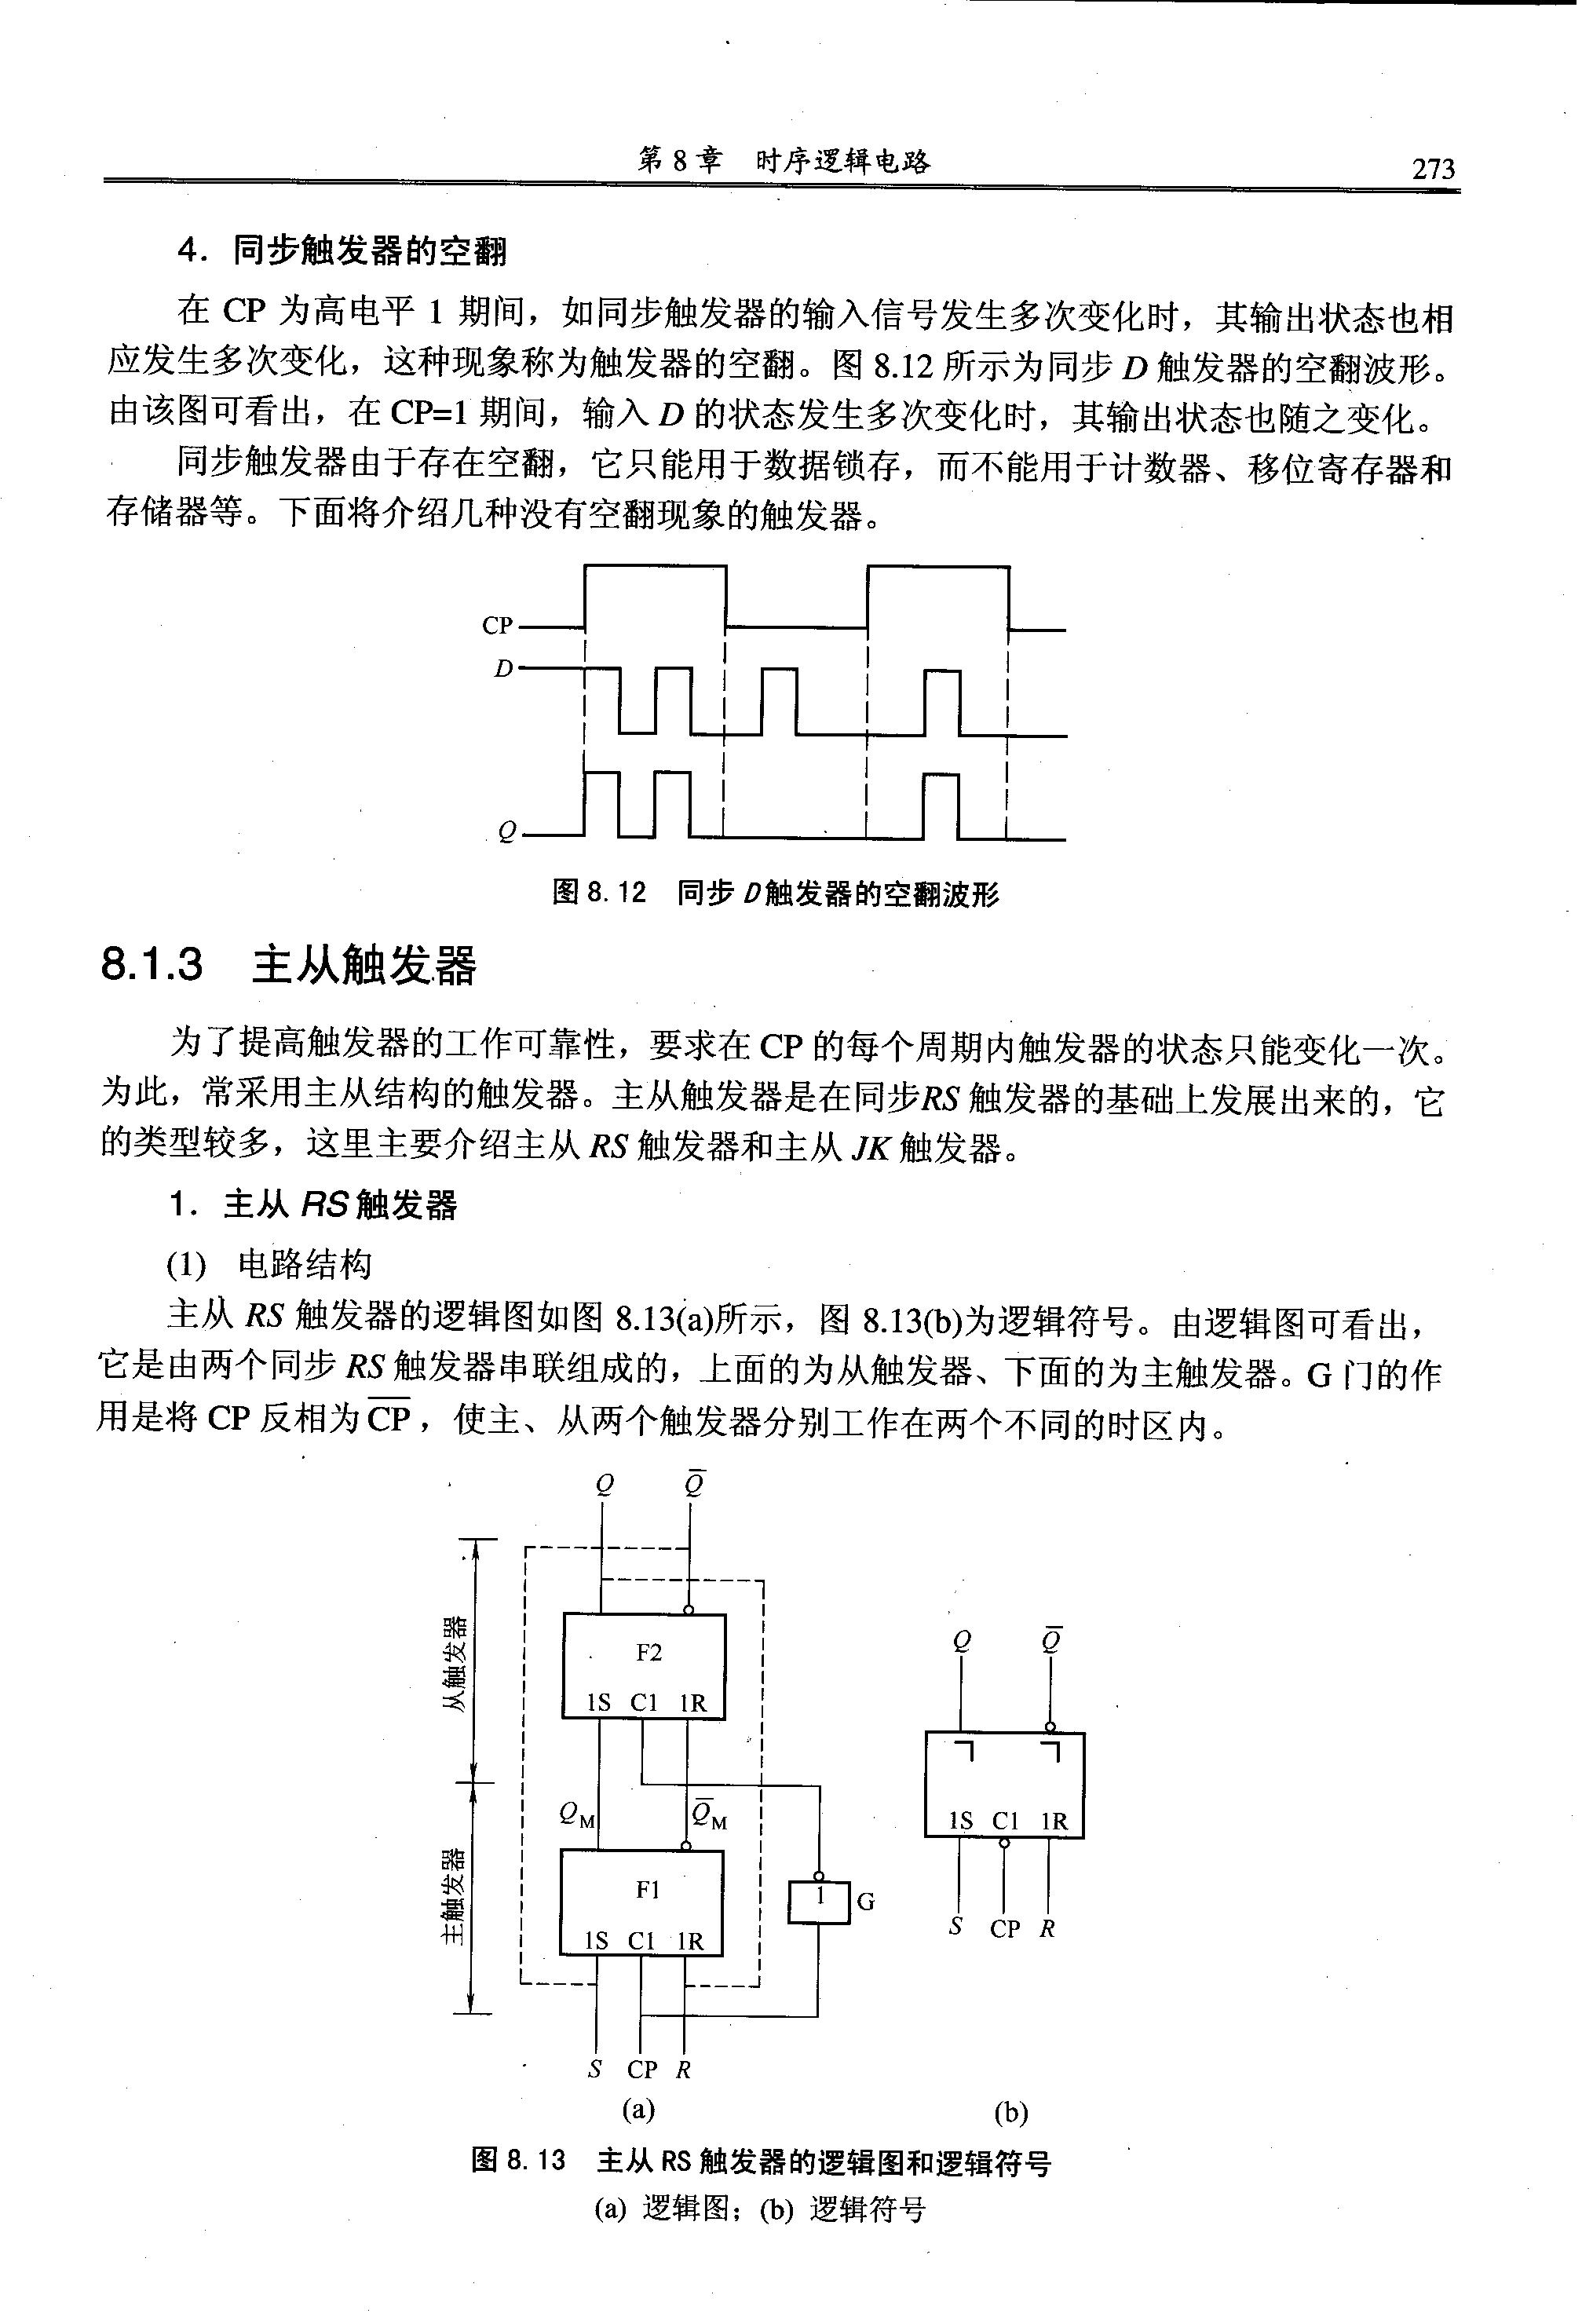 第 8 章 时序逻辑电路
273
4. 同步触发器的空翻
在 CP 为高电平 1 期间，如同步触发器的输入信号发生多次变化时，其输出状态也相
应发生多次变化，这种现象称为触发器的空翻。图 8.12 所示为同步 D 触发器的空翻波形。
由该图可看出，在 CP=1 期间，输入 D 的状态发生多次变化时，其输出状态也随之变化。
同步触发器由于存在空翻，它只能用于数据锁存，而不能用于计数器、移位寄存器和
存储器等。下面将介绍几种没有空翻现象的触发器。
CP
D
Q
图 8.12 同步 D触发器的空翻波形
8.1.3 主从触发器
为了提高触发器的工作可靠性，要求在 CP 的每个周期内触发器的状态只能变化一次。
为此，常采用主从结构的触发器。主从触发器是在同步RS 触发器的基础上发展出来的，它
的类型较多，这里主要介绍主从 RS 触发器和主从 JK 触发器。
1. 主从 RS触发器
(1) 电路结构
主从 RS 触发器的逻辑图如图 8.13(a)所示，图 8.13(b)为逻辑符号。由逻辑图可看出，
它是由两个同步 RS 触发器串联组成的，上面的为从触发器、下面的为主触发器。G 门的作
用是将 CP 反相为 C̅P̅，使主、从两个触发器分别工作在两个不同的时区内。
Q Q̅
从触发器
F2
1S C1 1R
Q_M Q̅_M
主触发器
F1
1S C1 1R
1 G
S CP R
(a)
Q Q̅
1S C1 1R
S CP R
(b)
图 8.13 主从 RS 触发器的逻辑图和逻辑符号
(a) 逻辑图；(b) 逻辑符号